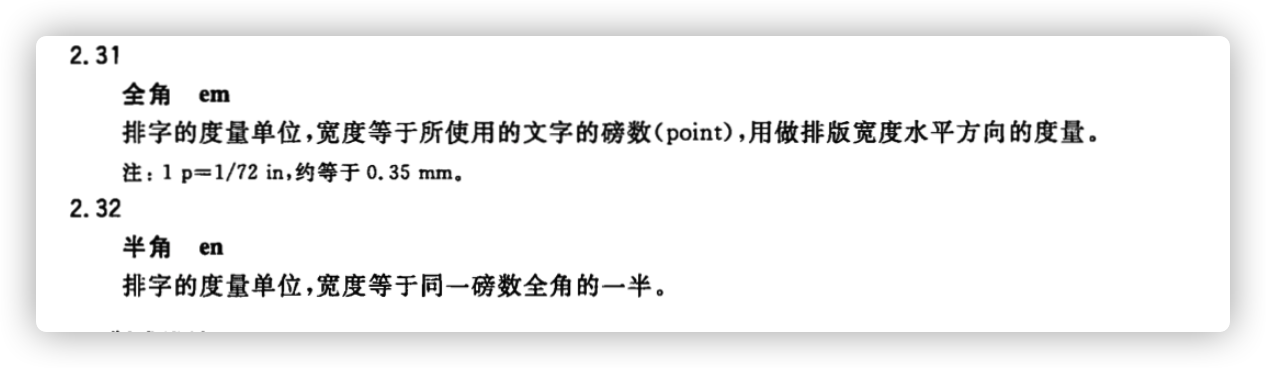 2.31
全角 em
排字的度量单位,宽度等于所使用的文字的磅数(point),用做排版宽度水平方向的度量。
注:1 p=1/72 in,约等于 0.35 mm。
2.32
半角 en
排字的度量单位,宽度等于同一磅数全角的一半。